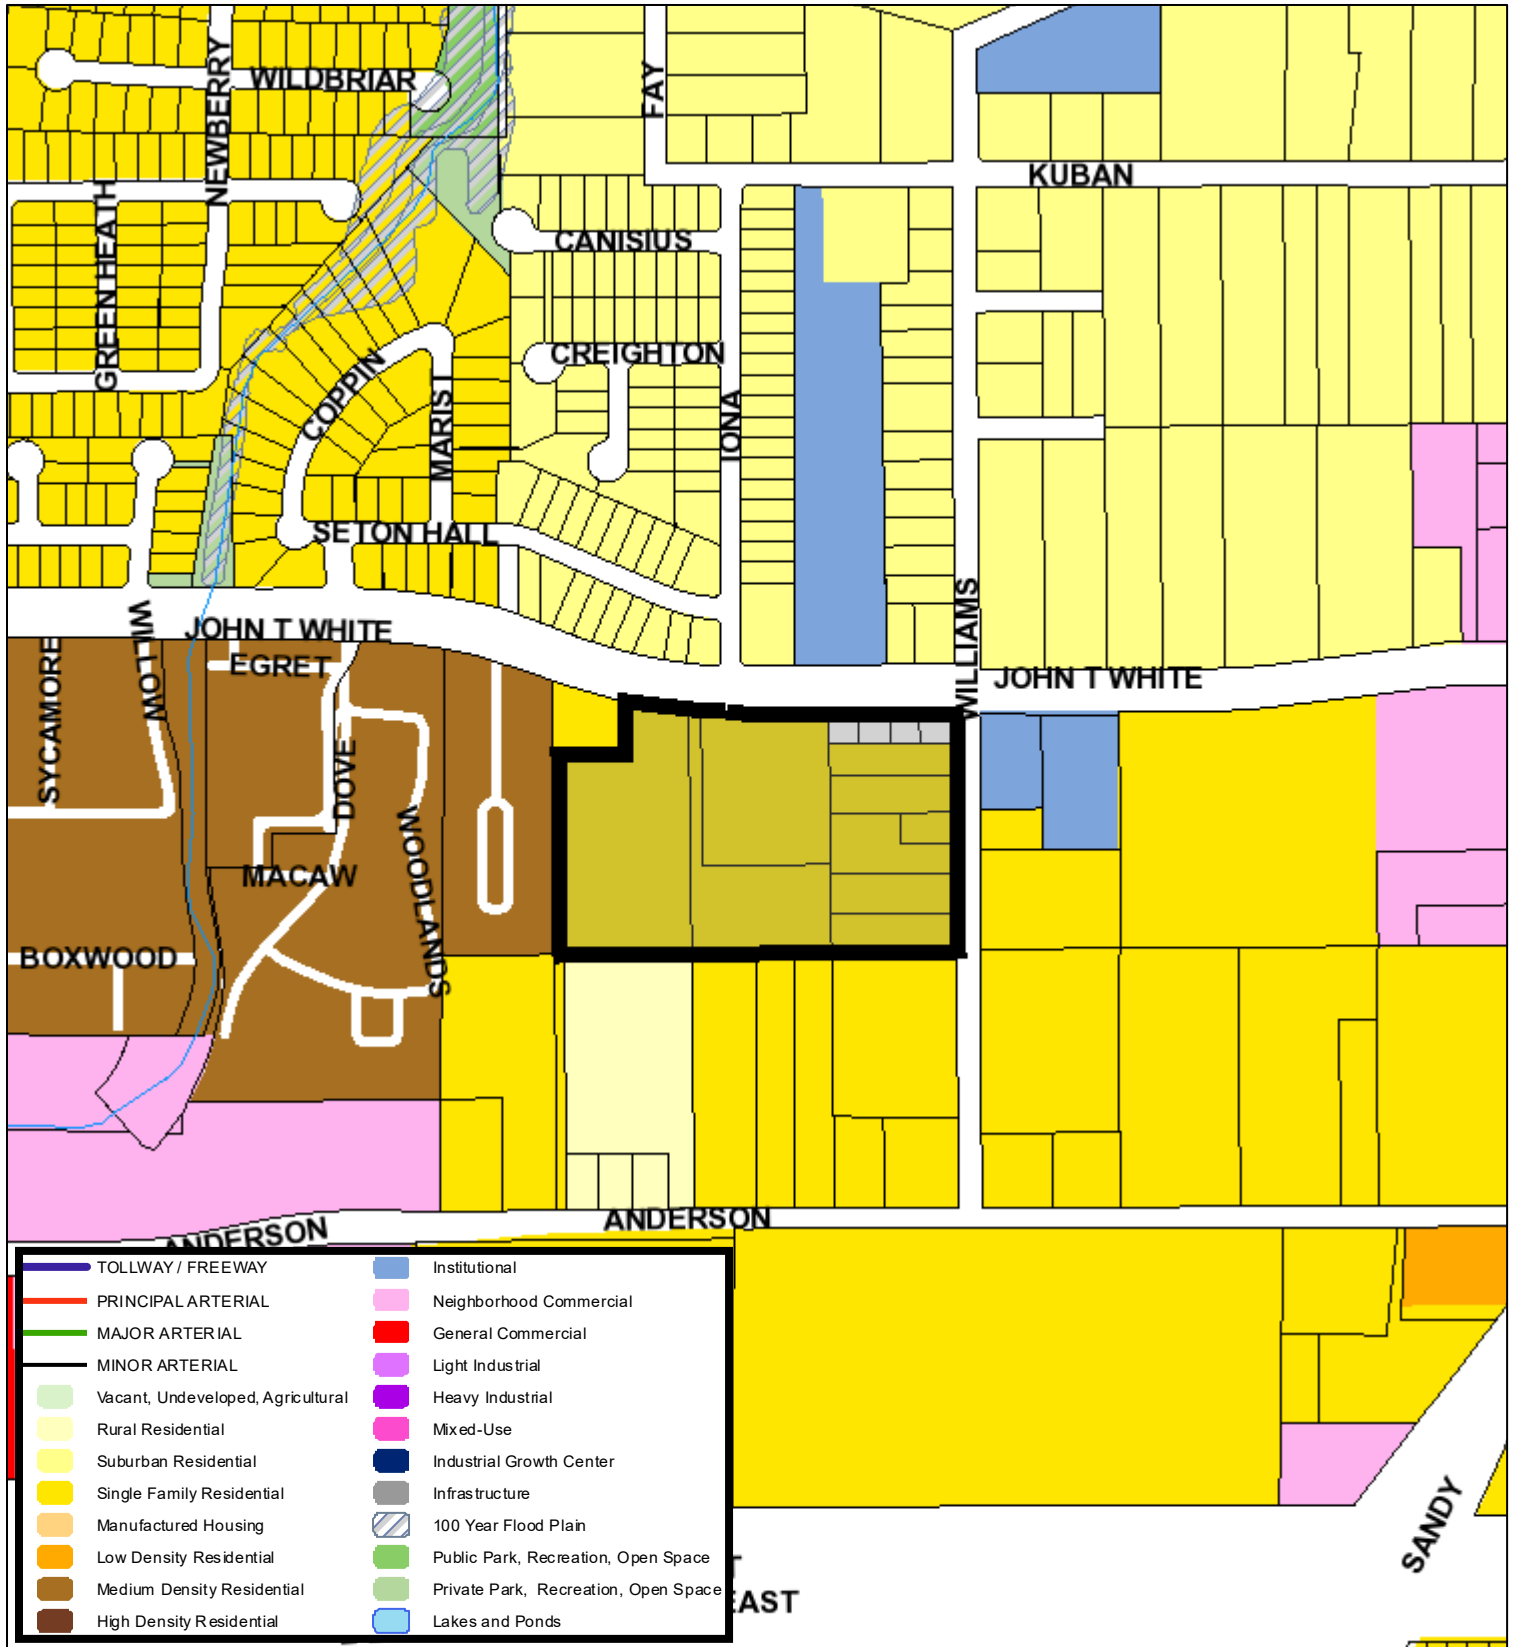 WILDBRIAR
NEWBERRY
FAY
KUBAN
GREEN HEATH
CANISIUS
CREIGHTON
COPPIN
MARIST
IONA
SETON HALL
WILLIAMS
WILLOW
JOHN T WHITE
EGRET
JOHN T WHITE
SYCAMORE
DOVE
WOODLANDS
MACAW
BOXWOOD
ANDERSON
ANDERSON
TOLLWAY / FREEWAY
PRINCIPAL ARTERIAL
MAJOR ARTERIAL
MINOR ARTERIAL
Vacant, Undeveloped, Agricultural
Rural Residential
Suburban Residential
Single Family Residential
Manufactured Housing
Low Density Residential
Medium Density Residential
High Density Residential
Institutional
Neighborhood Commercial
General Commercial
Light Industrial
Heavy Industrial
Mixed-Use
Industrial Growth Center
Infrastructure
100 Year Flood Plain
Public Park, Recreation, Open Space
Private Park, Recreation, Open Space
Lakes and Ponds
SANDY
EAST